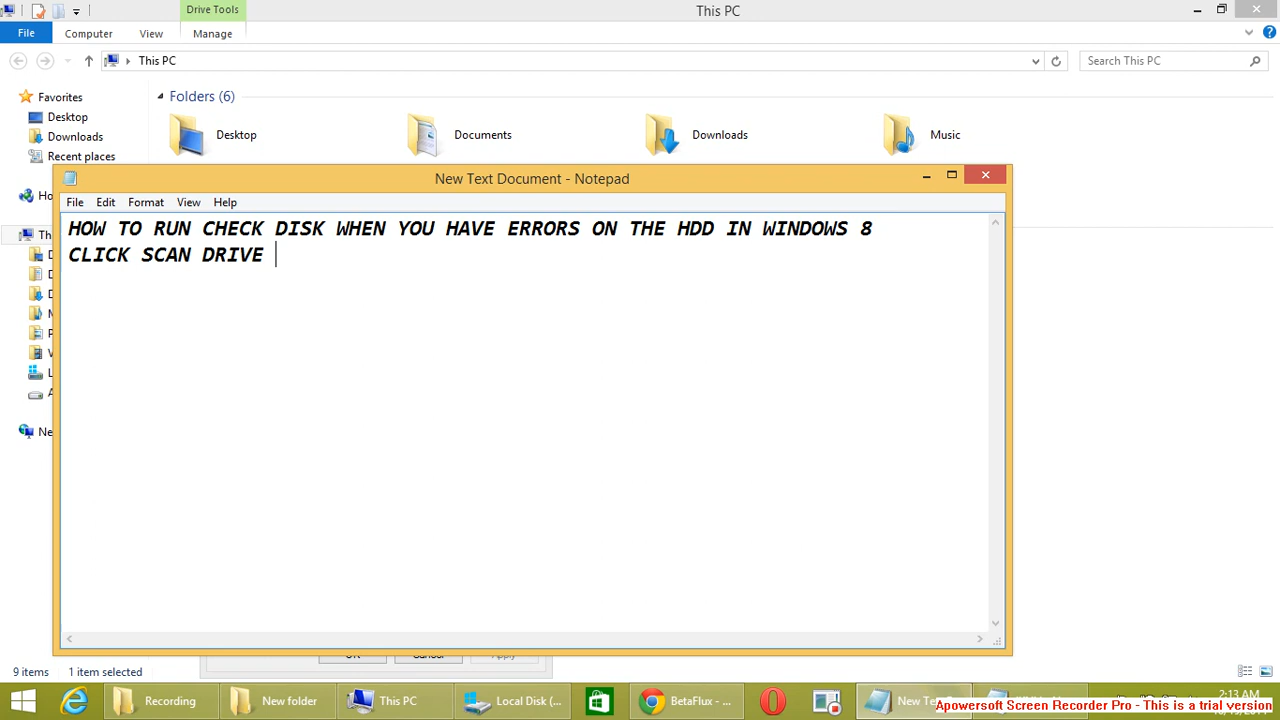 Drive Tools
This PC
File Computer View Manage
This PC
Search This PC
Favorites
Desktop
Downloads
Recent places
Folders (6)
Desktop Documents Downloads Music
New Text Document - Notepad
File Edit Format View Help
HOW TO RUN CHECK DISK WHEN YOU HAVE ERRORS ON THE HDD IN WINDOWS 8
CLICK SCAN DRIVE
9 items 1 item selected
Recording New folder This PC Local Disk (... BetaFlux - ... New Te
2:13 AM
Apowersoft Screen Recorder Pro - This is a trial version